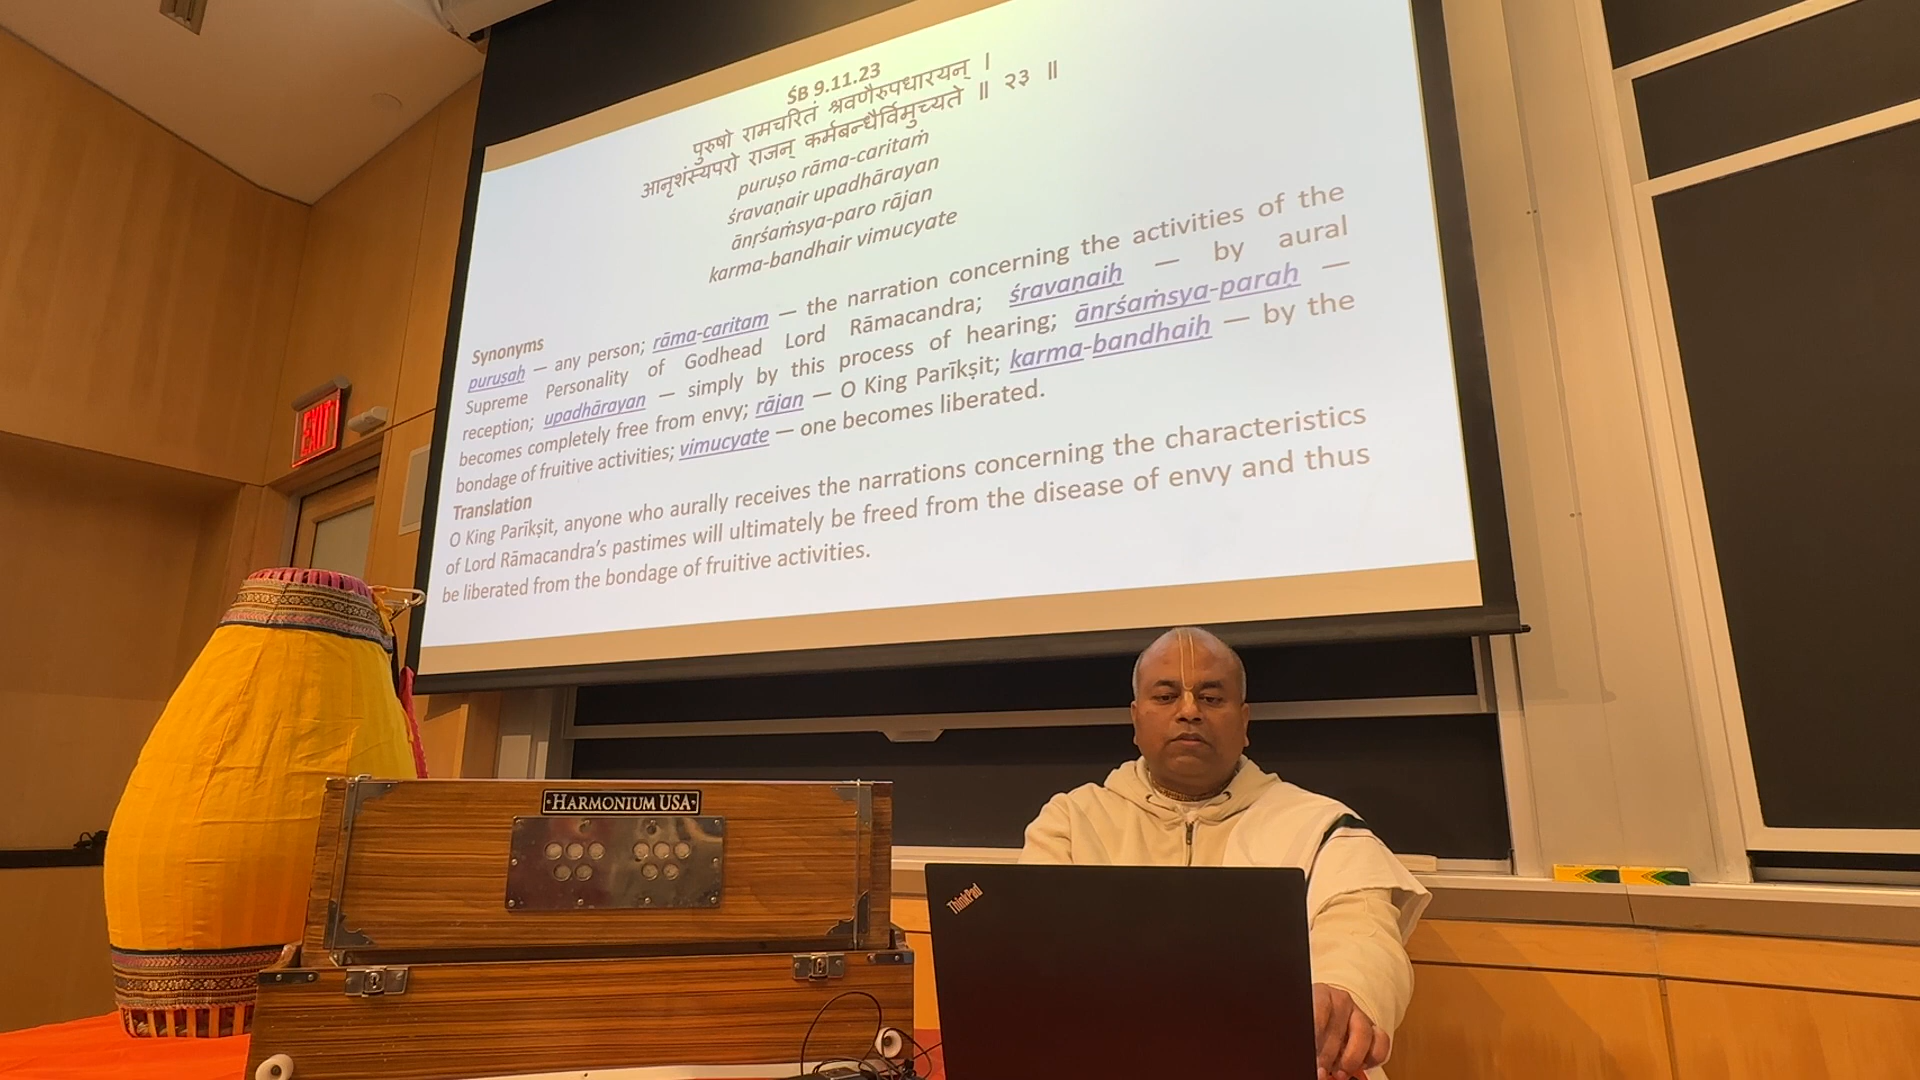 ŚB 9.11.23
पुरुषो रामचरितं श्रवणैरुपधारयन् ।
आनृशंस्यपरो राजन् कर्मबन्धैर्विमुच्यते ॥ २३ ॥
puruṣo rāma-caritaṁ
śravaṇair upadhārayan
ānṛśaṁsya-paro rājan
karma-bandhair vimucyate
Synonyms
puruṣaḥ — any person; rāma-caritam — the narration concerning the activities of the
Supreme Personality of Godhead Lord Rāmacandra; śravaṇaiḥ — by aural
reception; upadhārayan — simply by this process of hearing; ānṛśaṁsya-paraḥ —
becomes completely free from envy; rājan — O King Parīkṣit; karma-bandhaiḥ — by the
bondage of fruitive activities; vimucyate — one becomes liberated.
Translation
O King Parīkṣit, anyone who aurally receives the narrations concerning the characteristics
of Lord Rāmacandra’s pastimes will ultimately be freed from the disease of envy and thus
be liberated from the bondage of fruitive activities.
EXIT
HARMONIUM USA
ThinkPad